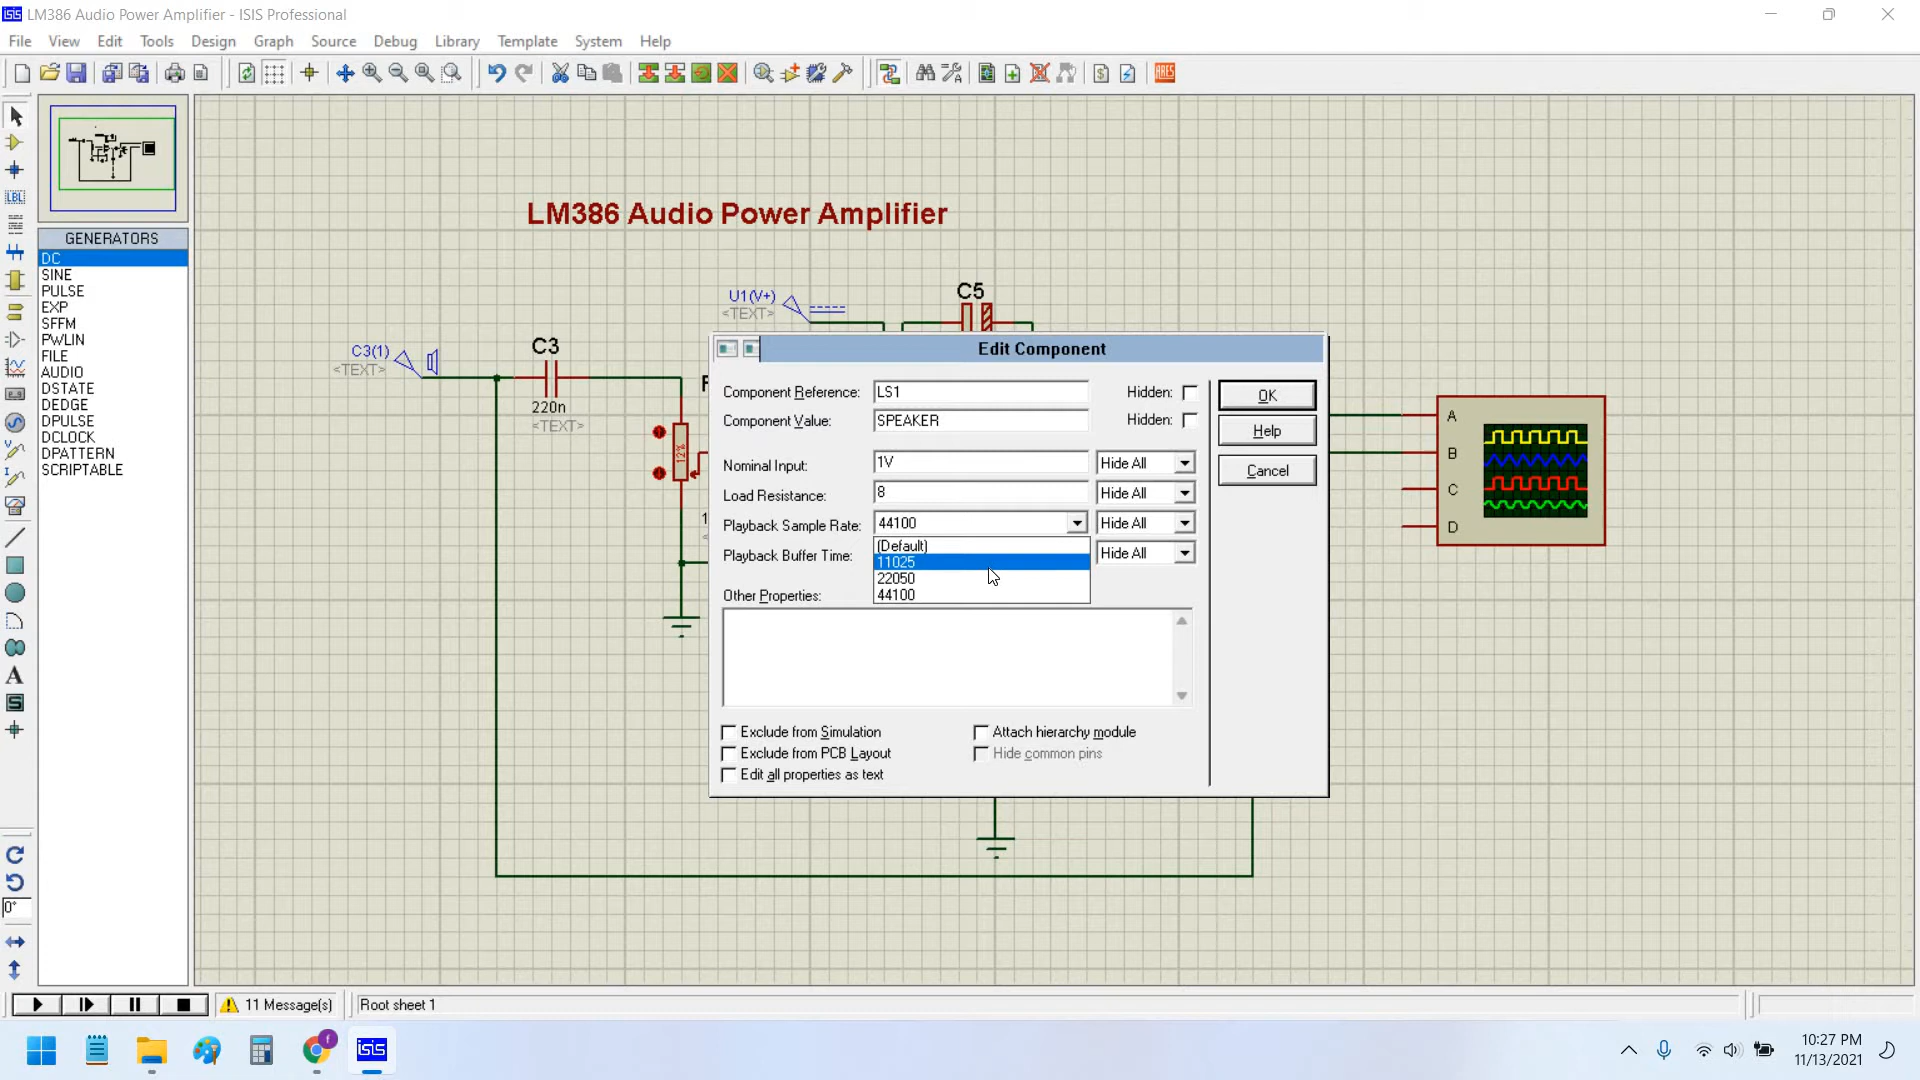 LM386 Audio Power Amplifier - ISIS Professional
File View Edit Tools Design Graph Source Debug Library Template System Help
ARES
LBL
GENERATORS
DC
SINE
PULSE
EXP
SFFM
PWLIN
FILE
AUDIO
DSTATE
DEDGE
DPULSE
DCLOCK
DPATTERN
SCRIPTABLE
A
S
0°
LM386 Audio Power Amplifier
U1(V+)
<TEXT>
C5
C3(1)
<TEXT>
C3
220n
<TEXT>
12%
Edit Component
Component Reference: LS1 Hidden:
Component Value: SPEAKER Hidden:
Nominal Input: 1V Hide All
Load Resistance: 8 Hide All
Playback Sample Rate: 44100 Hide All
Playback Buffer Time: Hide All
(Default)
11025
22050
44100
Other Properties:
Exclude from Simulation
Exclude from PCB Layout
Edit all properties as text
Attach hierarchy module
Hide common pins
OK
Help
Cancel
A
B
C
D
11 Message(s) Root sheet 1
f
isis
10:27 PM
11/13/2021